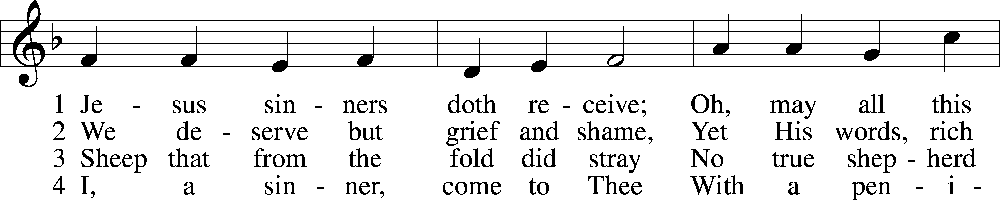 1 Je - sus sin - ners doth re - ceive; Oh, may all this
2 We de - serve but grief and shame, Yet His words, rich
3 Sheep that from the fold did stray No true shep - herd
4 I, a sin - ner, come to Thee With a pen - i -